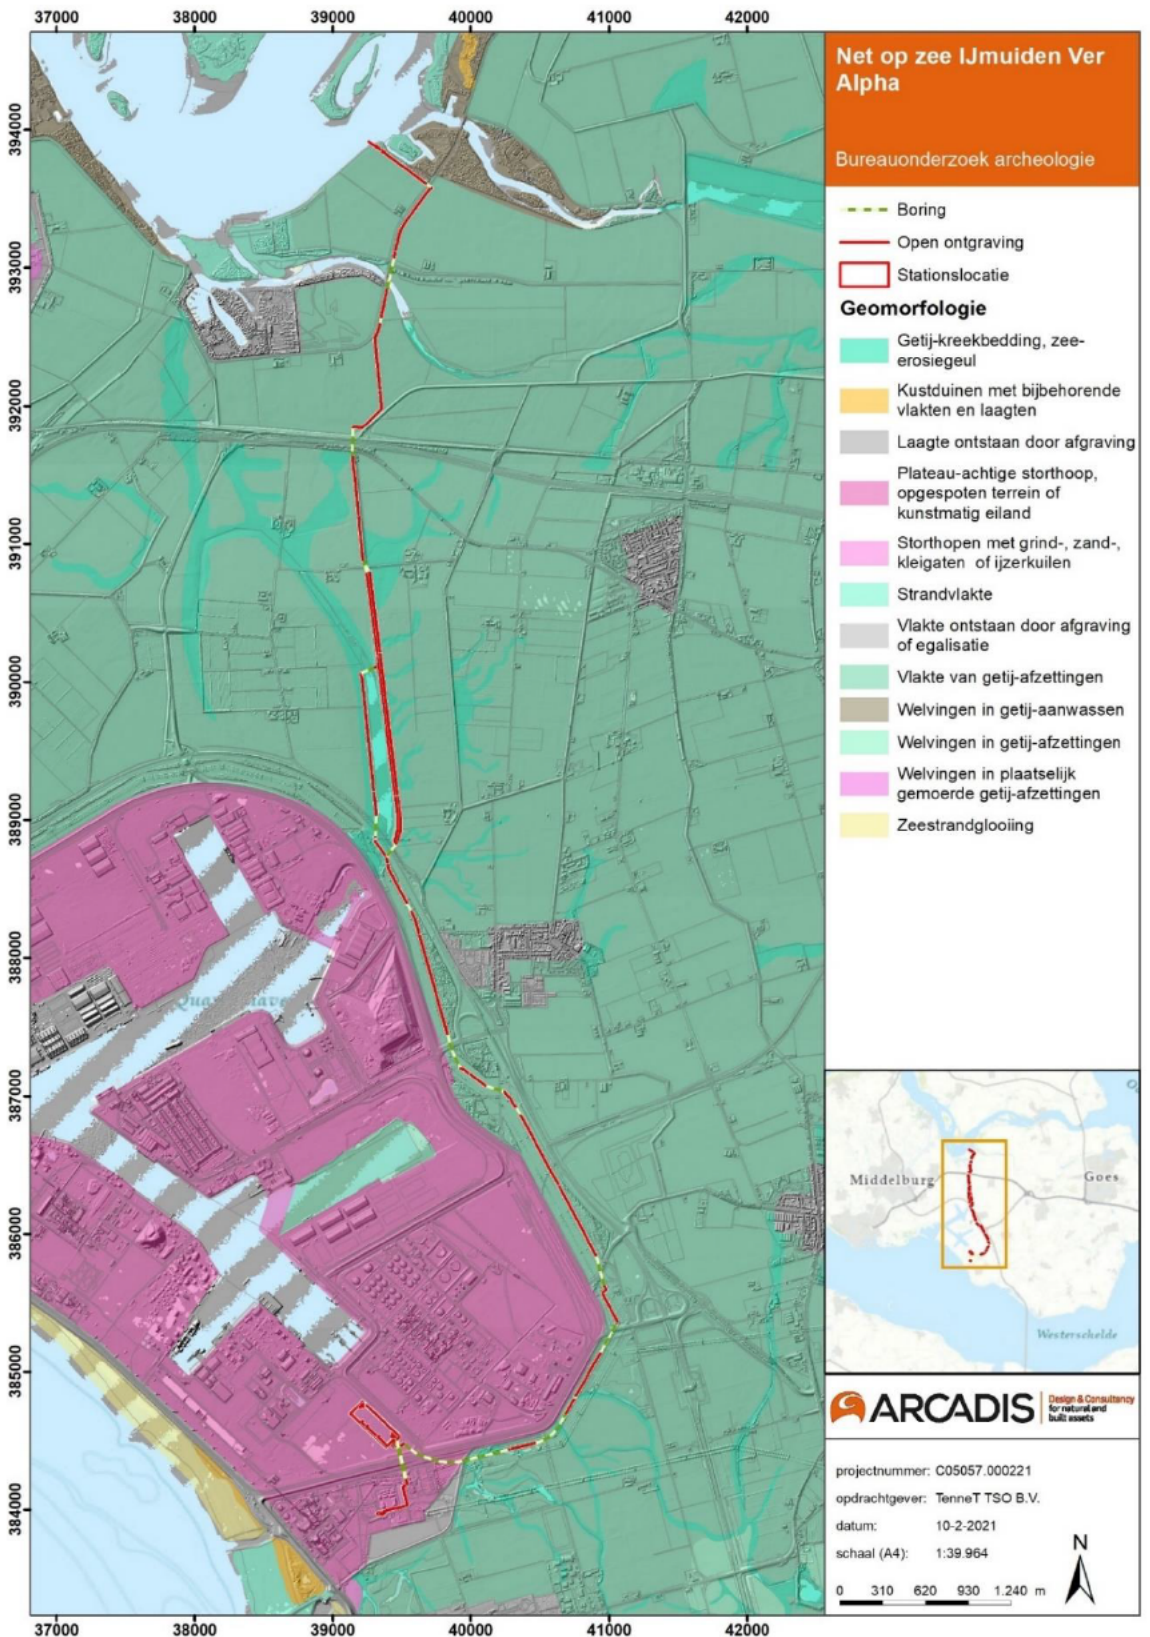 37000 38000 39000 40000 41000 42000
394000
393000
392000
391000
390000
389000
388000
387000
386000
385000
384000
37000 38000 39000 40000 41000 42000
Net op zee IJmuiden Ver
Alpha
Bureauonderzoek archeologie
Boring
Open ontgraving
Stationslocatie
Geomorfologie
Getij-kreekbedding, zee-
erosiegeul
Kustduinen met bijbehorende
vlakten en laagten
Laagte ontstaan door afgraving
Plateau-achtige storthoop,
opgespoten terrein of
kunstmatig eiland
Storthopen met grind-, zand-,
kleigaten of ijzerkuilen
Strandvlakte
Vlakte ontstaan door afgraving
of egalisatie
Vlakte van getij-afzettingen
Welvingen in getij-aanwassen
Welvingen in getij-afzettingen
Welvingen in plaatselijk
gemoerde getij-afzettingen
Zeestrandglooiing
Middelburg
Goes
Westerschelde
ARCADIS
Design & Consultancy
for natural and
built assets
projectnummer: C05057.000221
opdrachtgever: TenneT TSO B.V.
datum: 10-2-2021
schaal (A4): 1:39.964
N
0 310 620 930 1.240 m